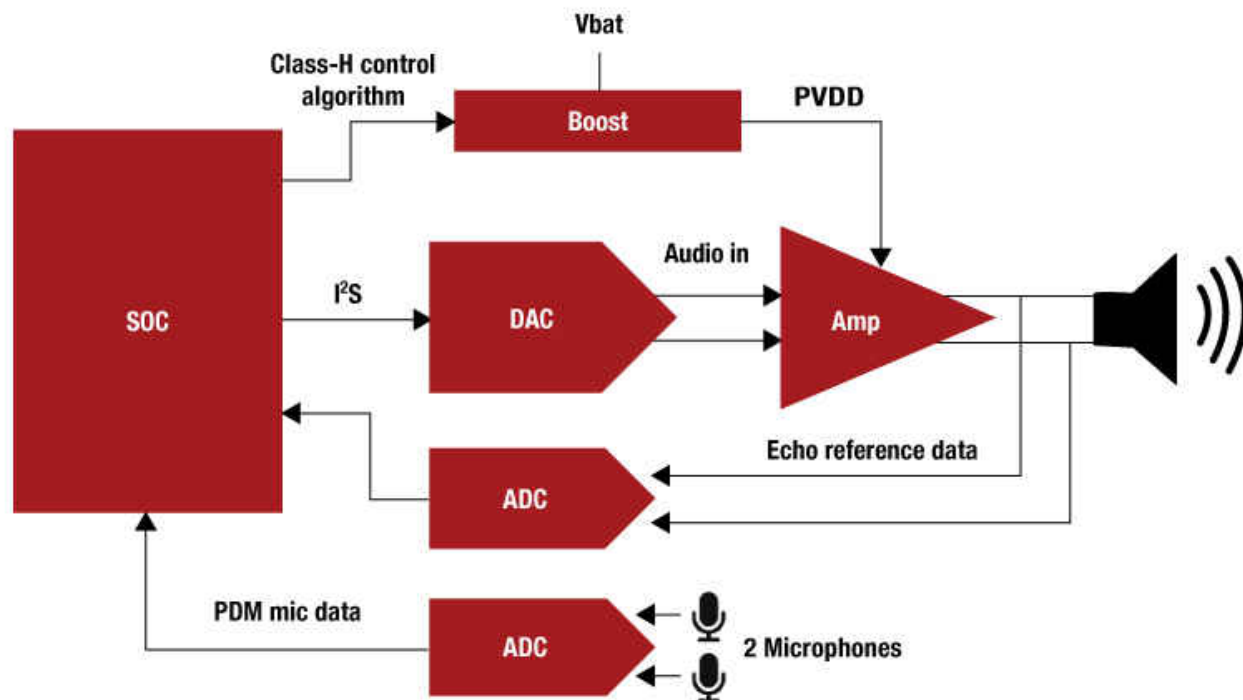 Vbat
Class-H control
algorithm
Boost
PVDD
SOC
I²S
DAC
Audio in
Amp
Echo reference data
ADC
PDM mic data
ADC
2 Microphones